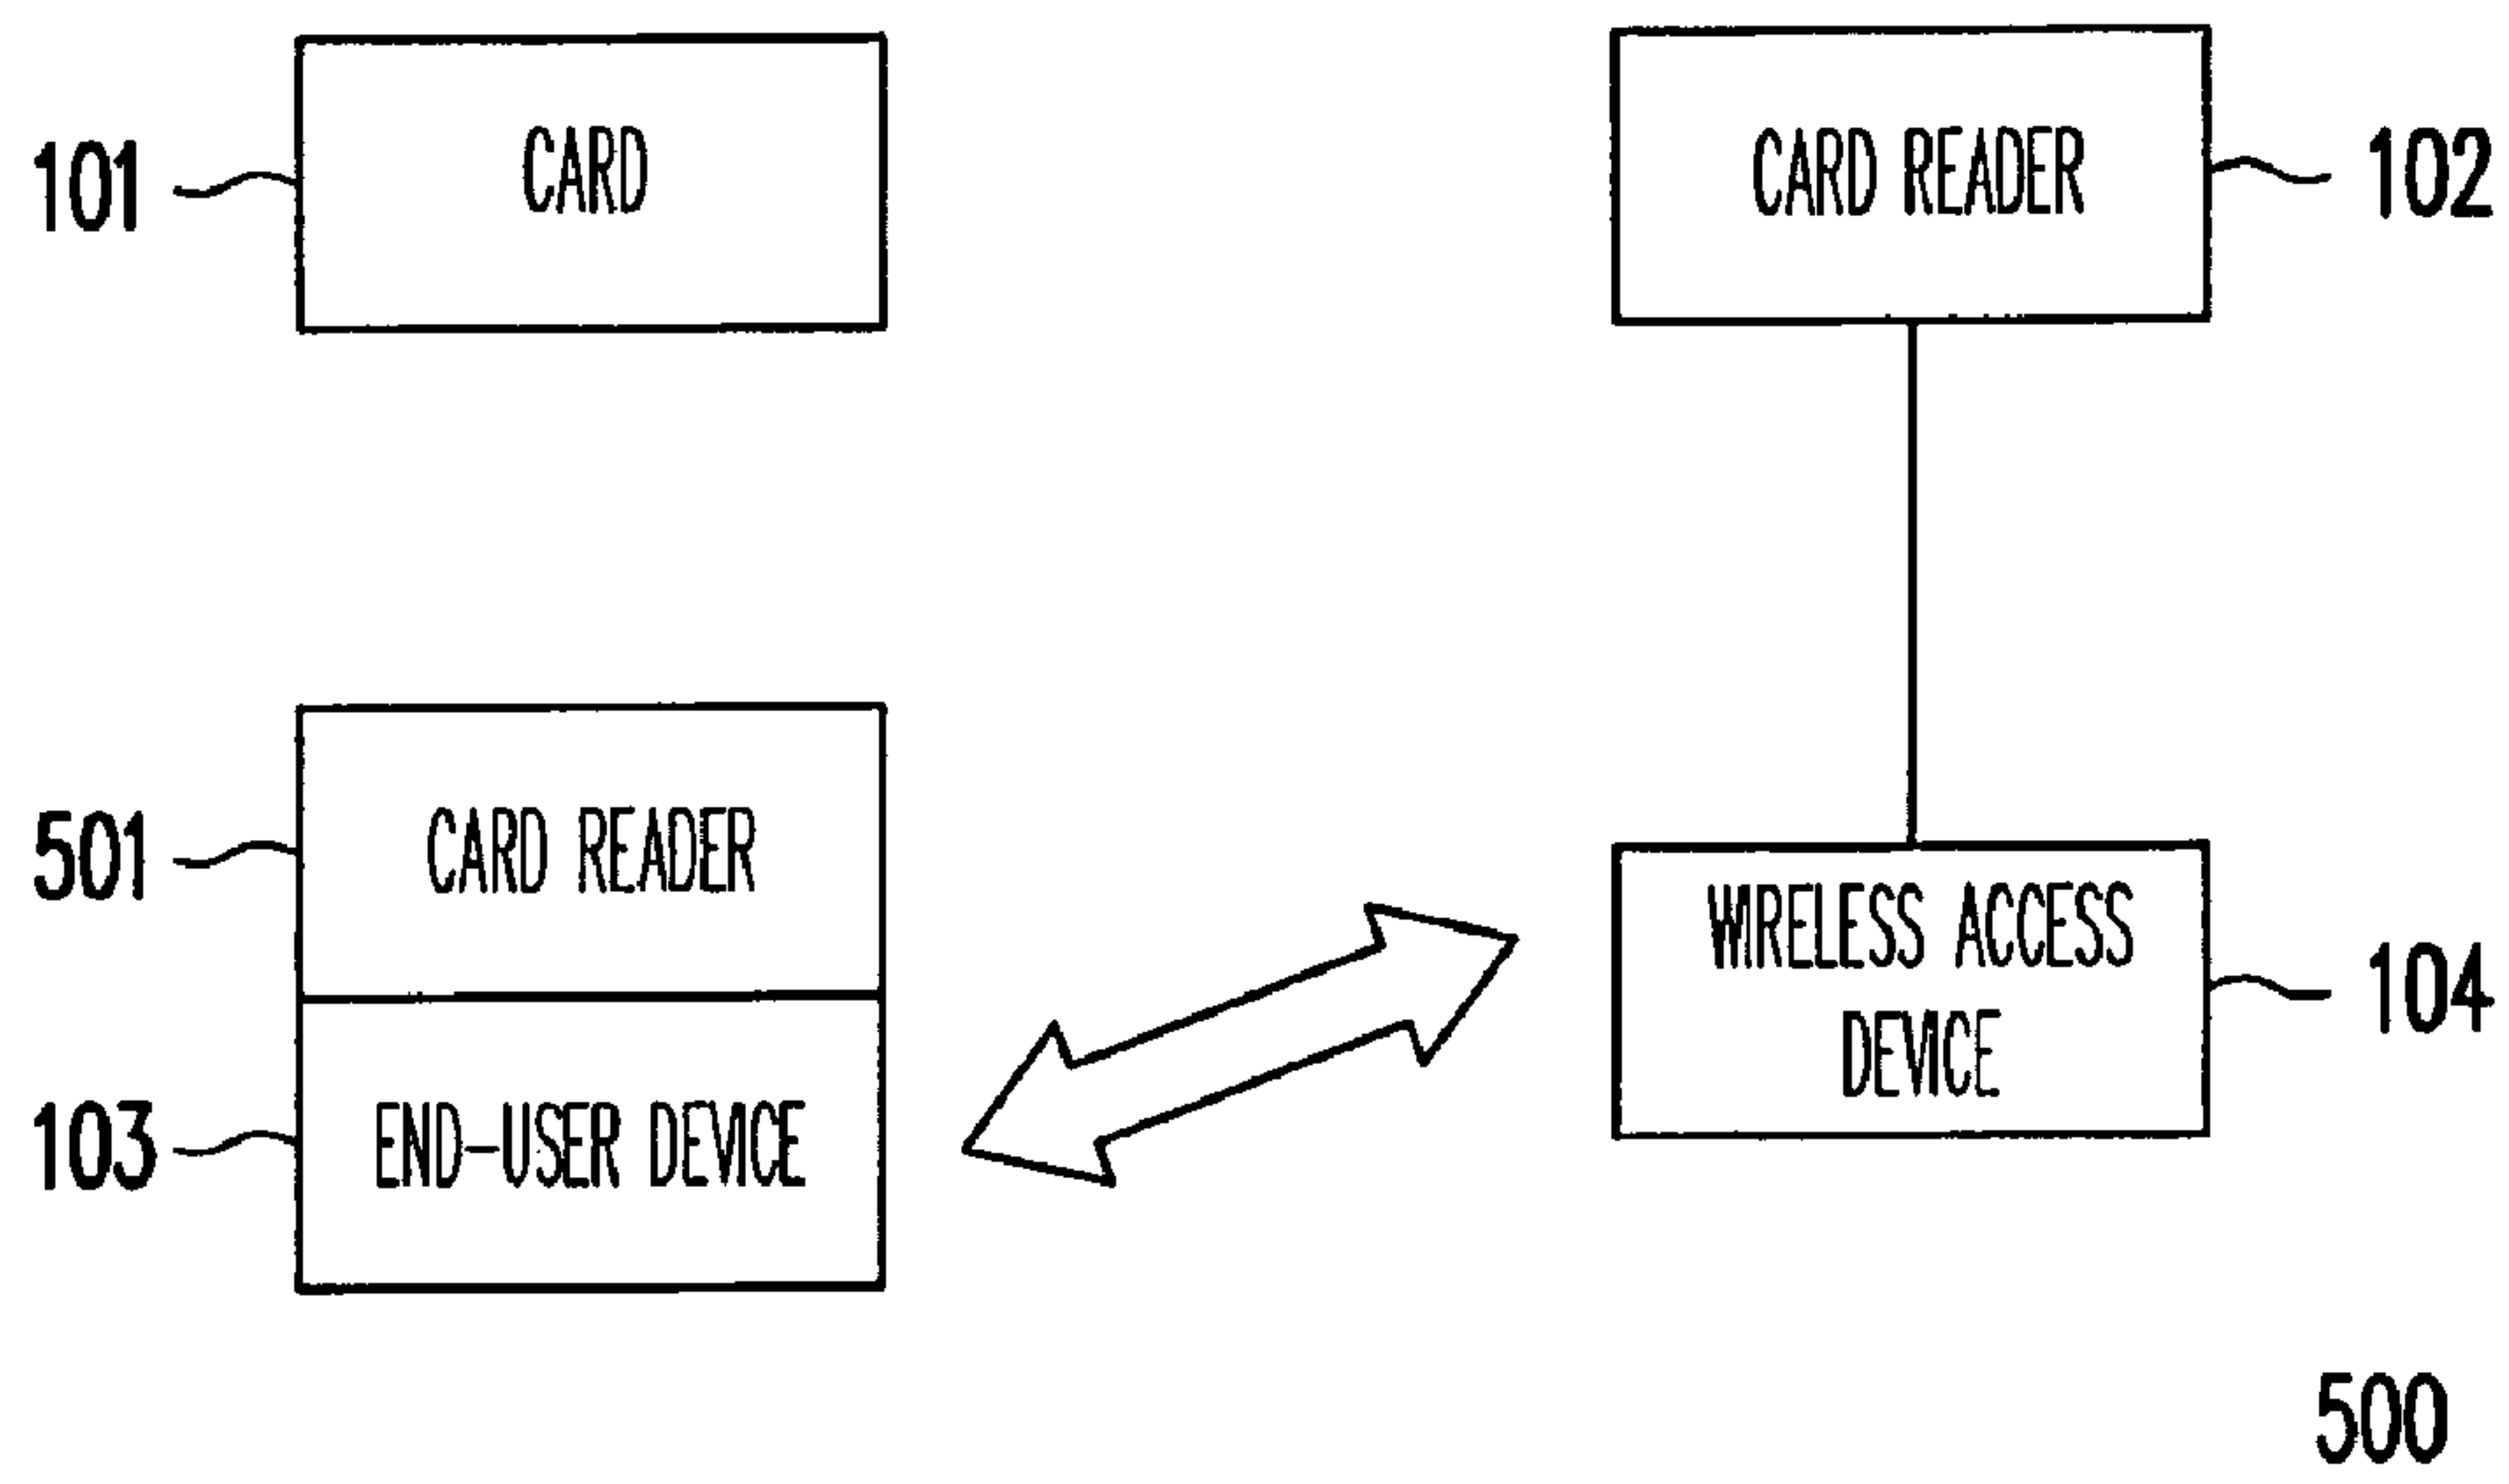 101
CARD
CARD READER
102
501
CARD READER
WIRELESS ACCESS
DEVICE
104
103
END-USER DEVICE
500